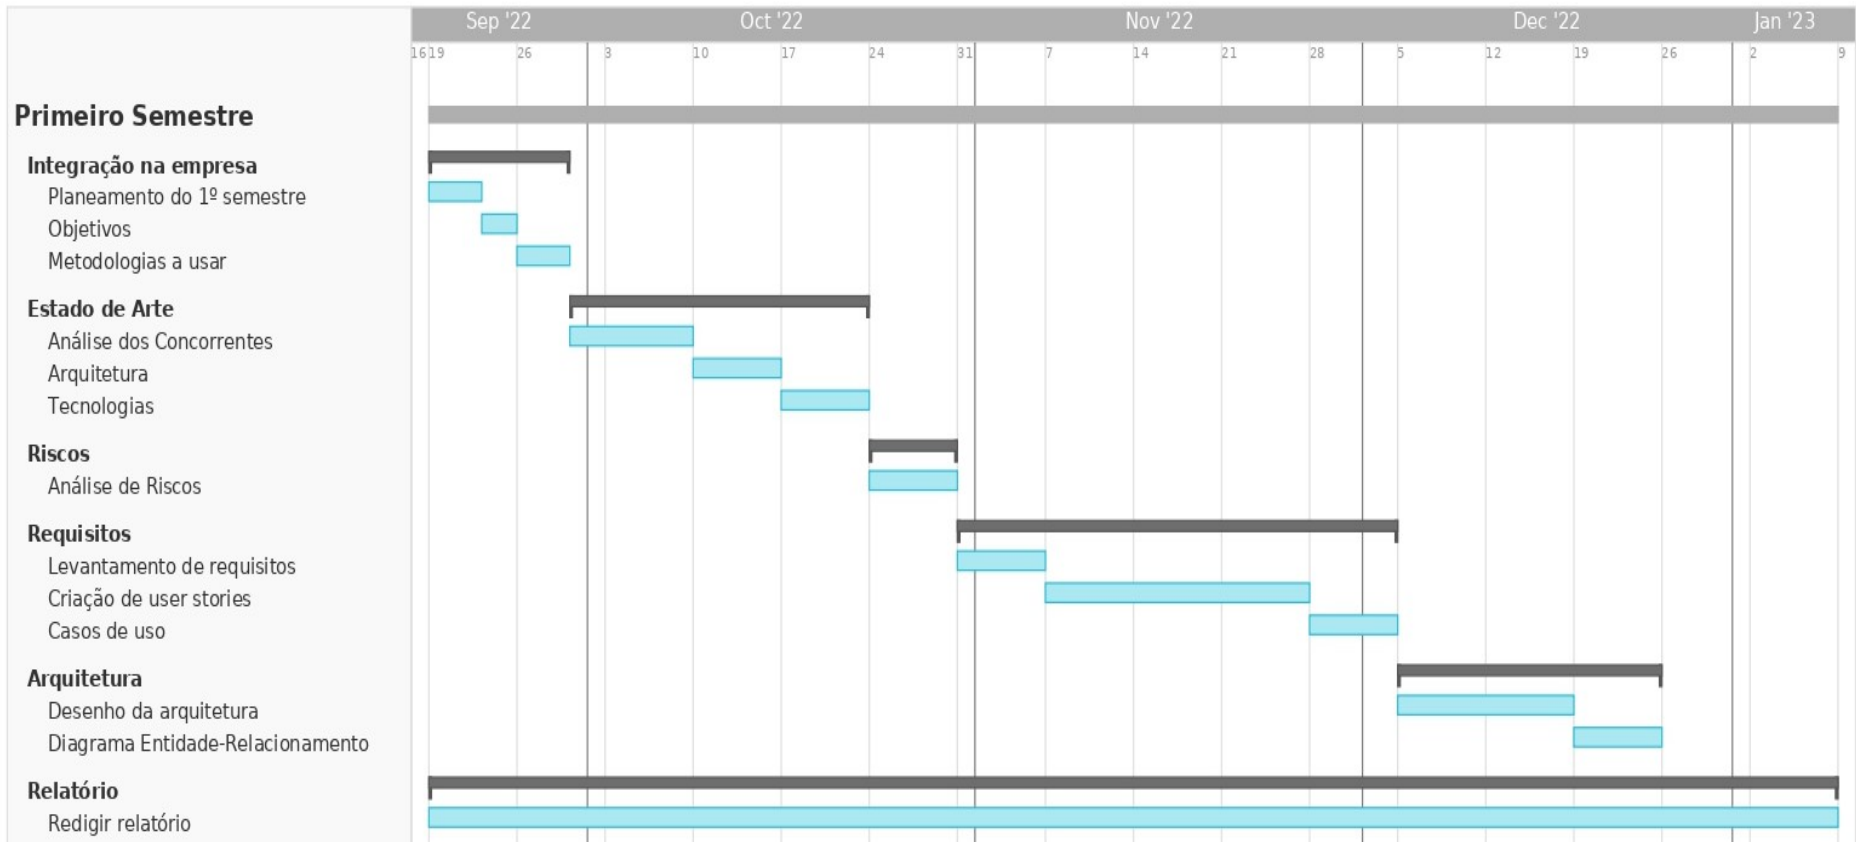 Sep '22 Oct '22 Nov '22 Dec '22 Jan '23
16 19 26 3 10 17 24 31 7 14 21 28 5 12 19 26 2 9
Primeiro Semestre
Integração na empresa
Planeamento do 1º semestre
Objetivos
Metodologias a usar
Estado de Arte
Análise dos Concorrentes
Arquitetura
Tecnologias
Riscos
Análise de Riscos
Requisitos
Levantamento de requisitos
Criação de user stories
Casos de uso
Arquitetura
Desenho da arquitetura
Diagrama Entidade-Relacionamento
Relatório
Redigir relatório